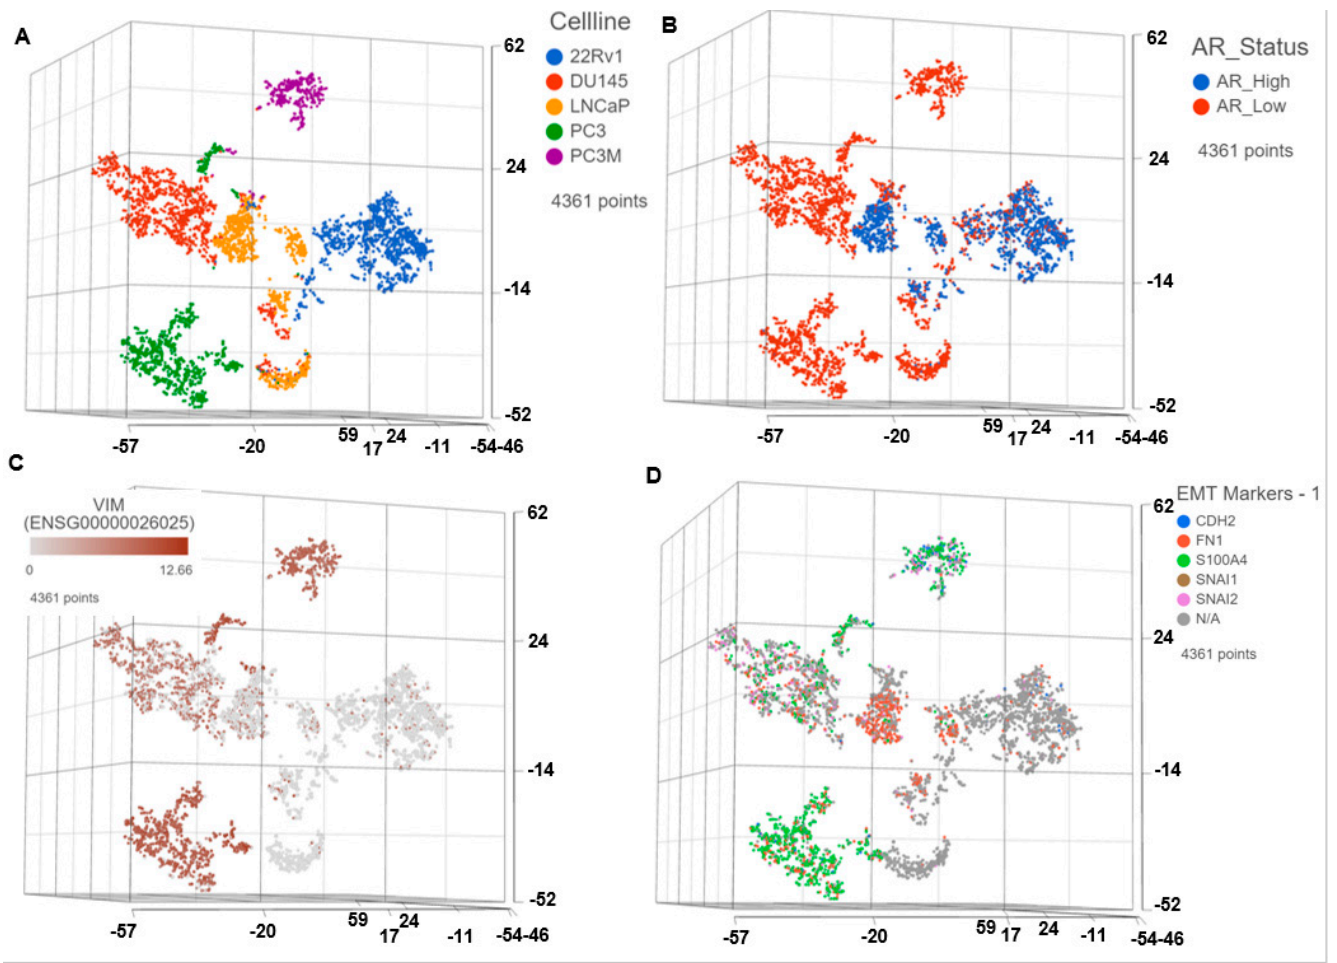 A
Cellline
22Rv1
DU145
LNCaP
PC3
PC3M
4361 points
62
24
-14
-52
-57 -20 59 17 24 -11 -54-46
B
AR_Status
AR_High
AR_Low
4361 points
62
24
-14
-52
-57 -20 59 17 24 -11 -54-46
C
VIM
(ENSG00000026025)
0 12.66
4361 points
62
24
-14
-52
-57 -20 59 17 24 -11 -54-46
D
EMT Markers - 1
CDH2
FN1
S100A4
SNAI1
SNAI2
N/A
4361 points
62
24
-14
-52
-57 -20 59 17 24 -11 -54-46